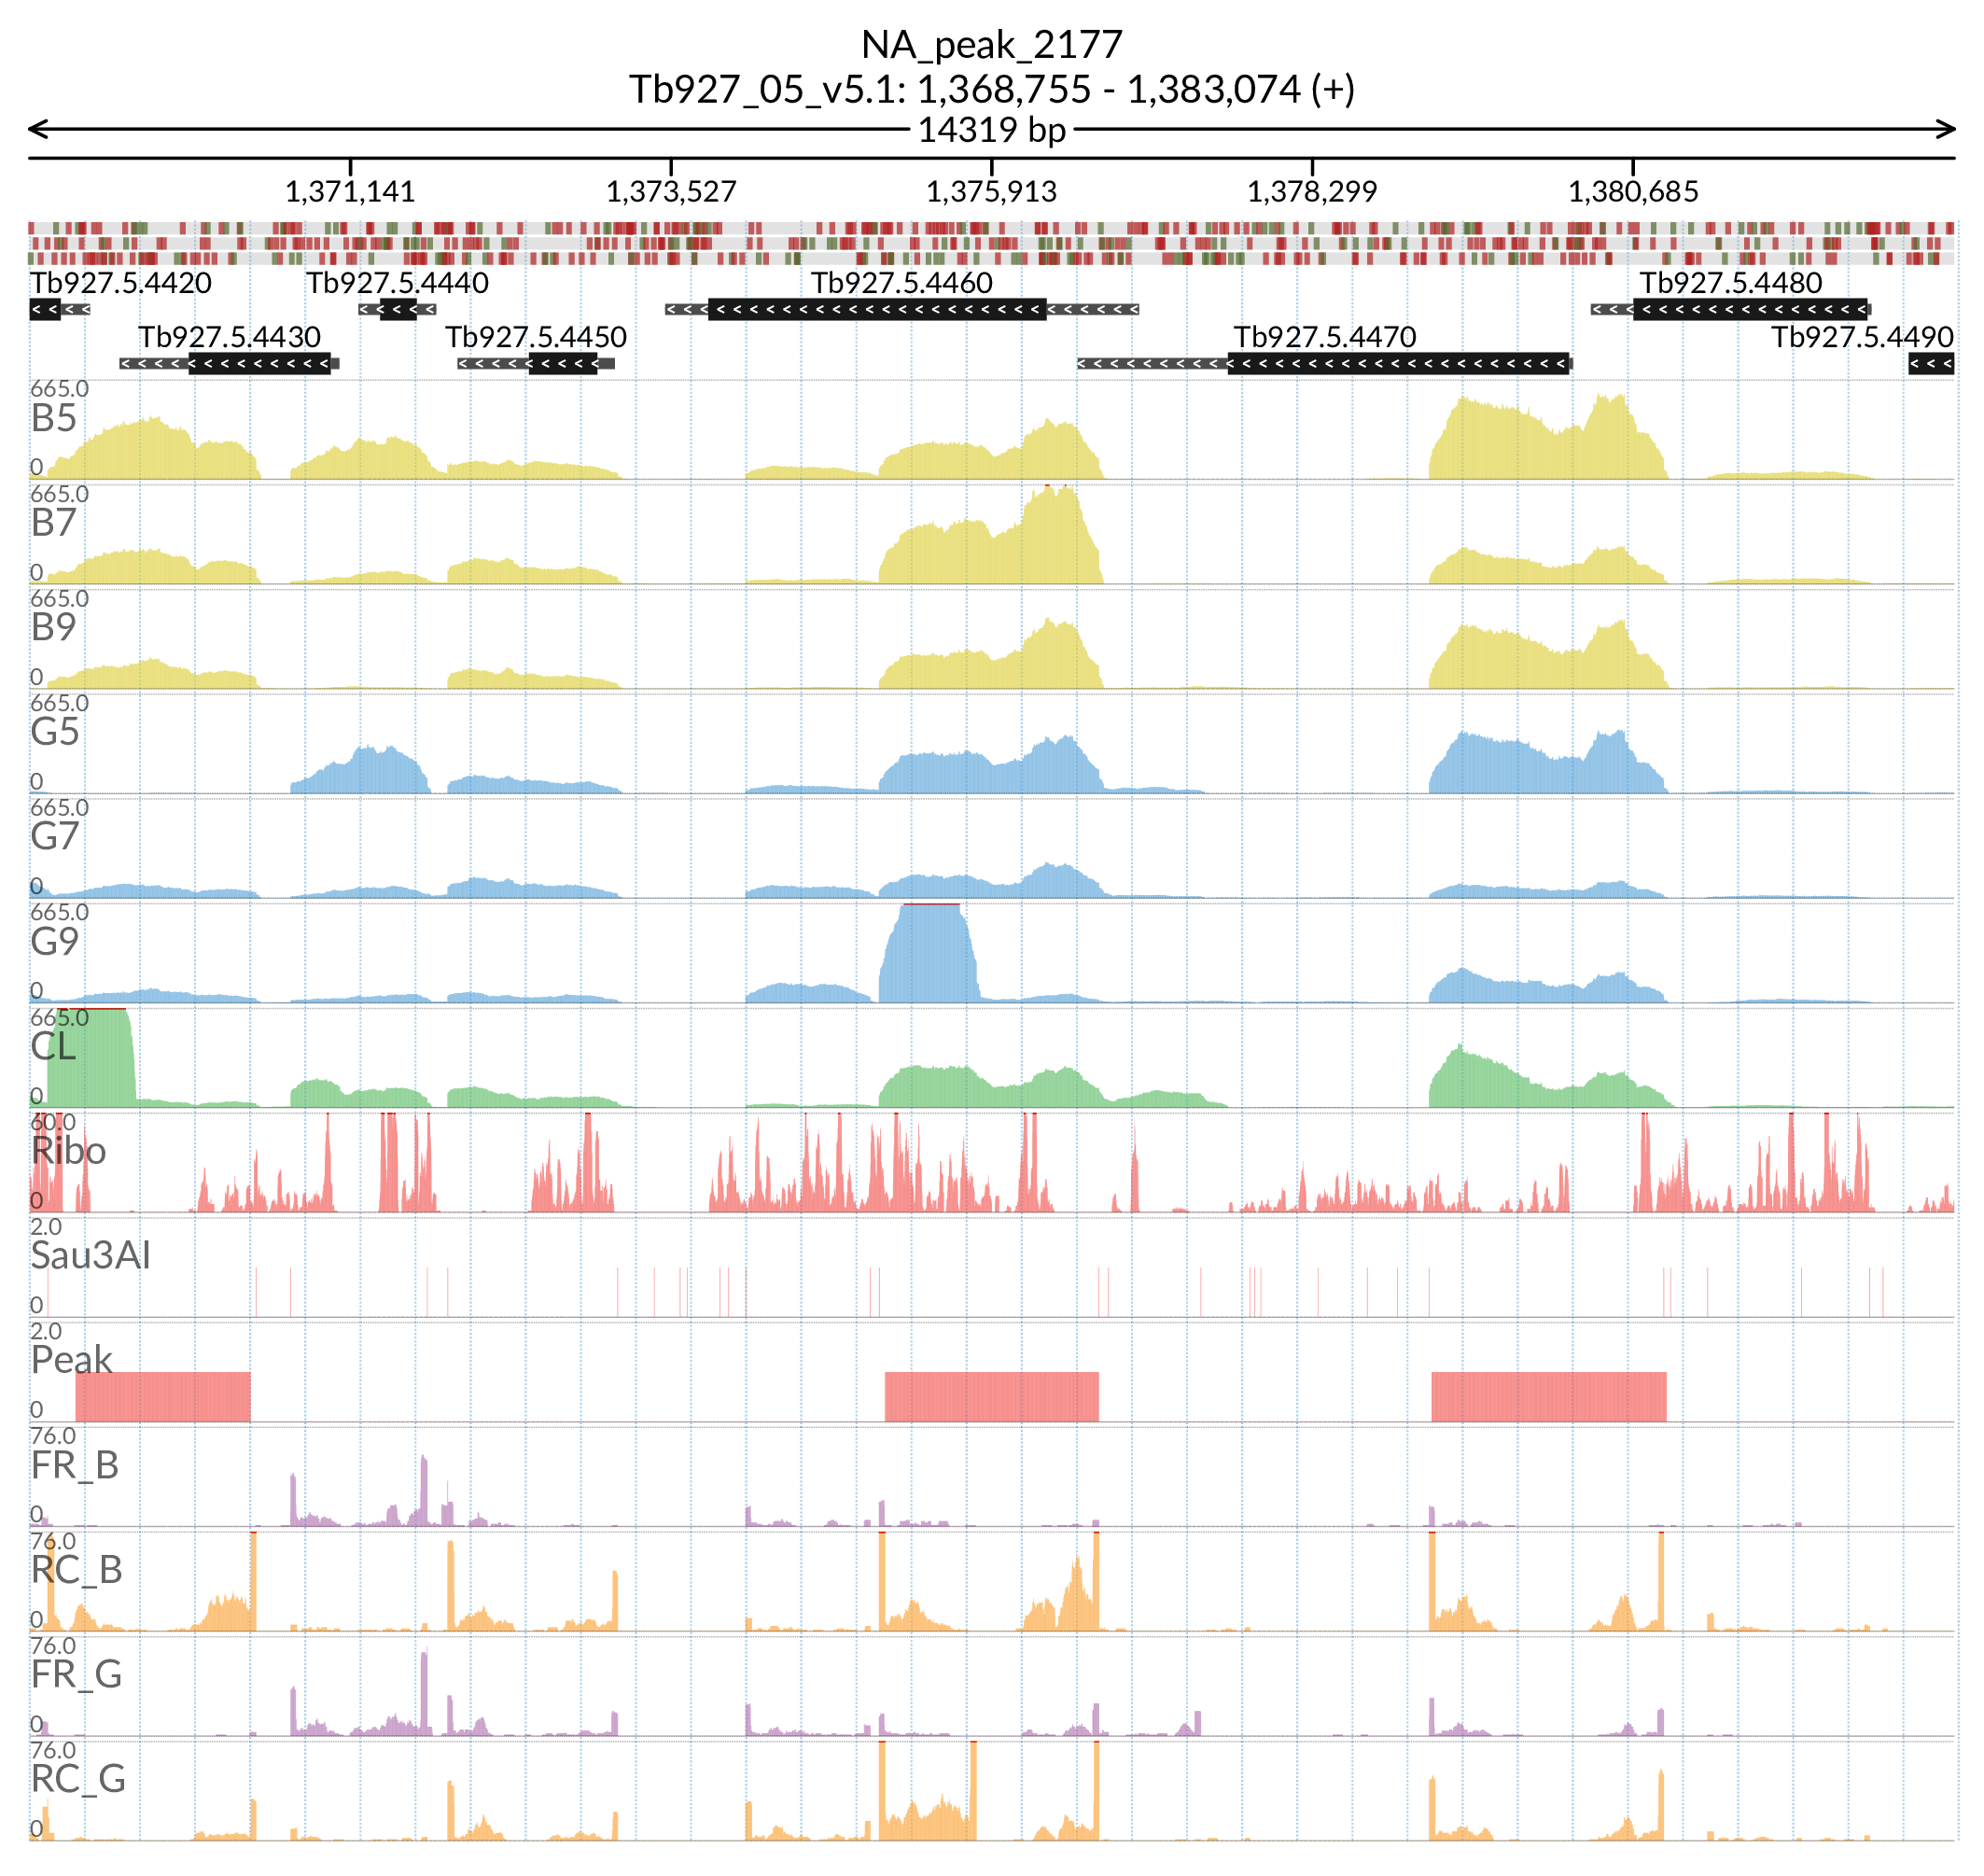 NA_peak_2177
Tb927_05_v5.1: 1,368,755 - 1,383,074 (+)
14319 bp
1,371,141 1,373,527 1,375,913 1,378,299 1,380,685
Tb927.5.4420 Tb927.5.4440 Tb927.5.4460 Tb927.5.4480
Tb927.5.4430 Tb927.5.4450 Tb927.5.4470 Tb927.5.4490
665.0
B5
0
665.0
B7
0
665.0
B9
0
665.0
G5
0
665.0
G7
0
665.0
G9
0
665.0
CL
0
60.0
Ribo
0
2.0
Sau3AI
0
2.0
Peak
0
76.0
FR_B
0
76.0
RC_B
0
76.0
FR_G
0
76.0
RC_G
0